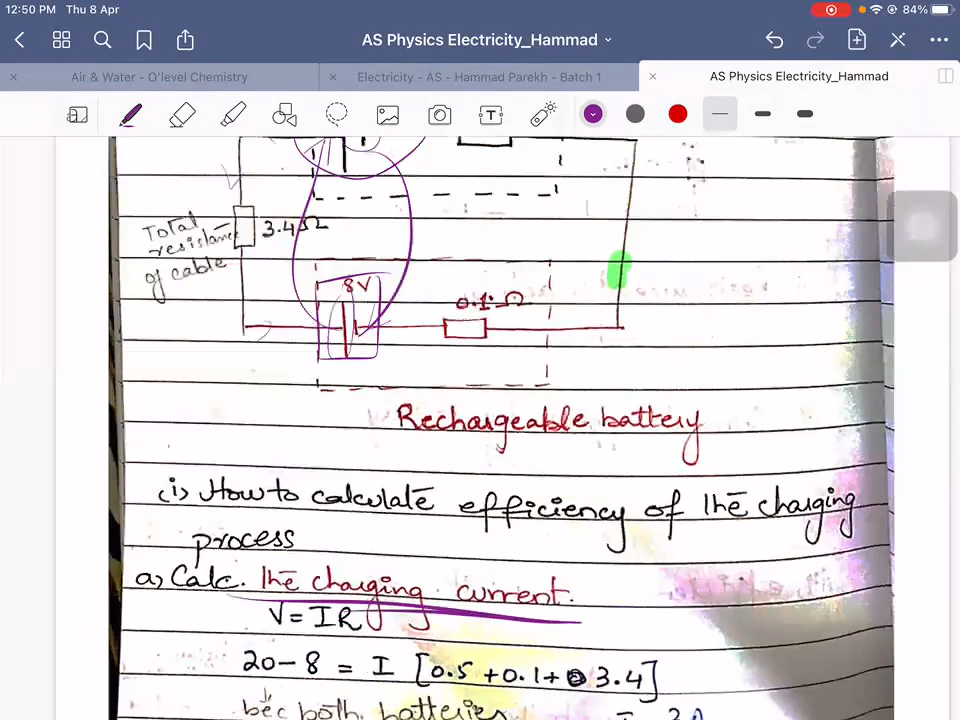 12:50 PM Thu 8 Apr
84%
AS Physics Electricity_Hammad
Air & Water - O'level Chemistry
Electricity - AS - Hammad Parekh - Batch 1
AS Physics Electricity_Hammad
Total
resistance
of cable
3.4Ω
8V
0.1Ω
Rechargeable battery
(i) How to calculate efficiency of the charging
process
a) Calc. the charging current.
V = IR
20-8 = I [0.5 +0.1+ 3.4]
bec both batteries